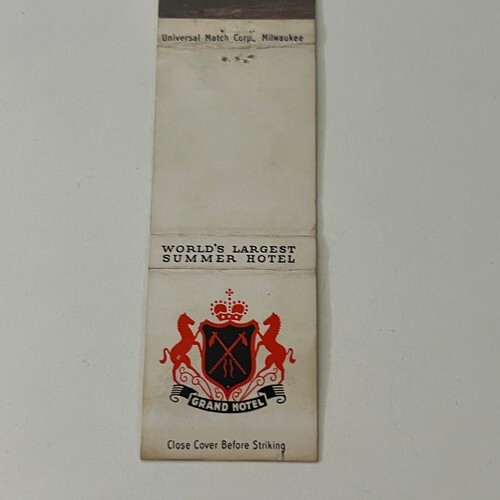 Universal Match Corp., Milwaukee
WORLD'S LARGEST
SUMMER HOTEL
GRAND HOTEL
Close Cover Before Striking